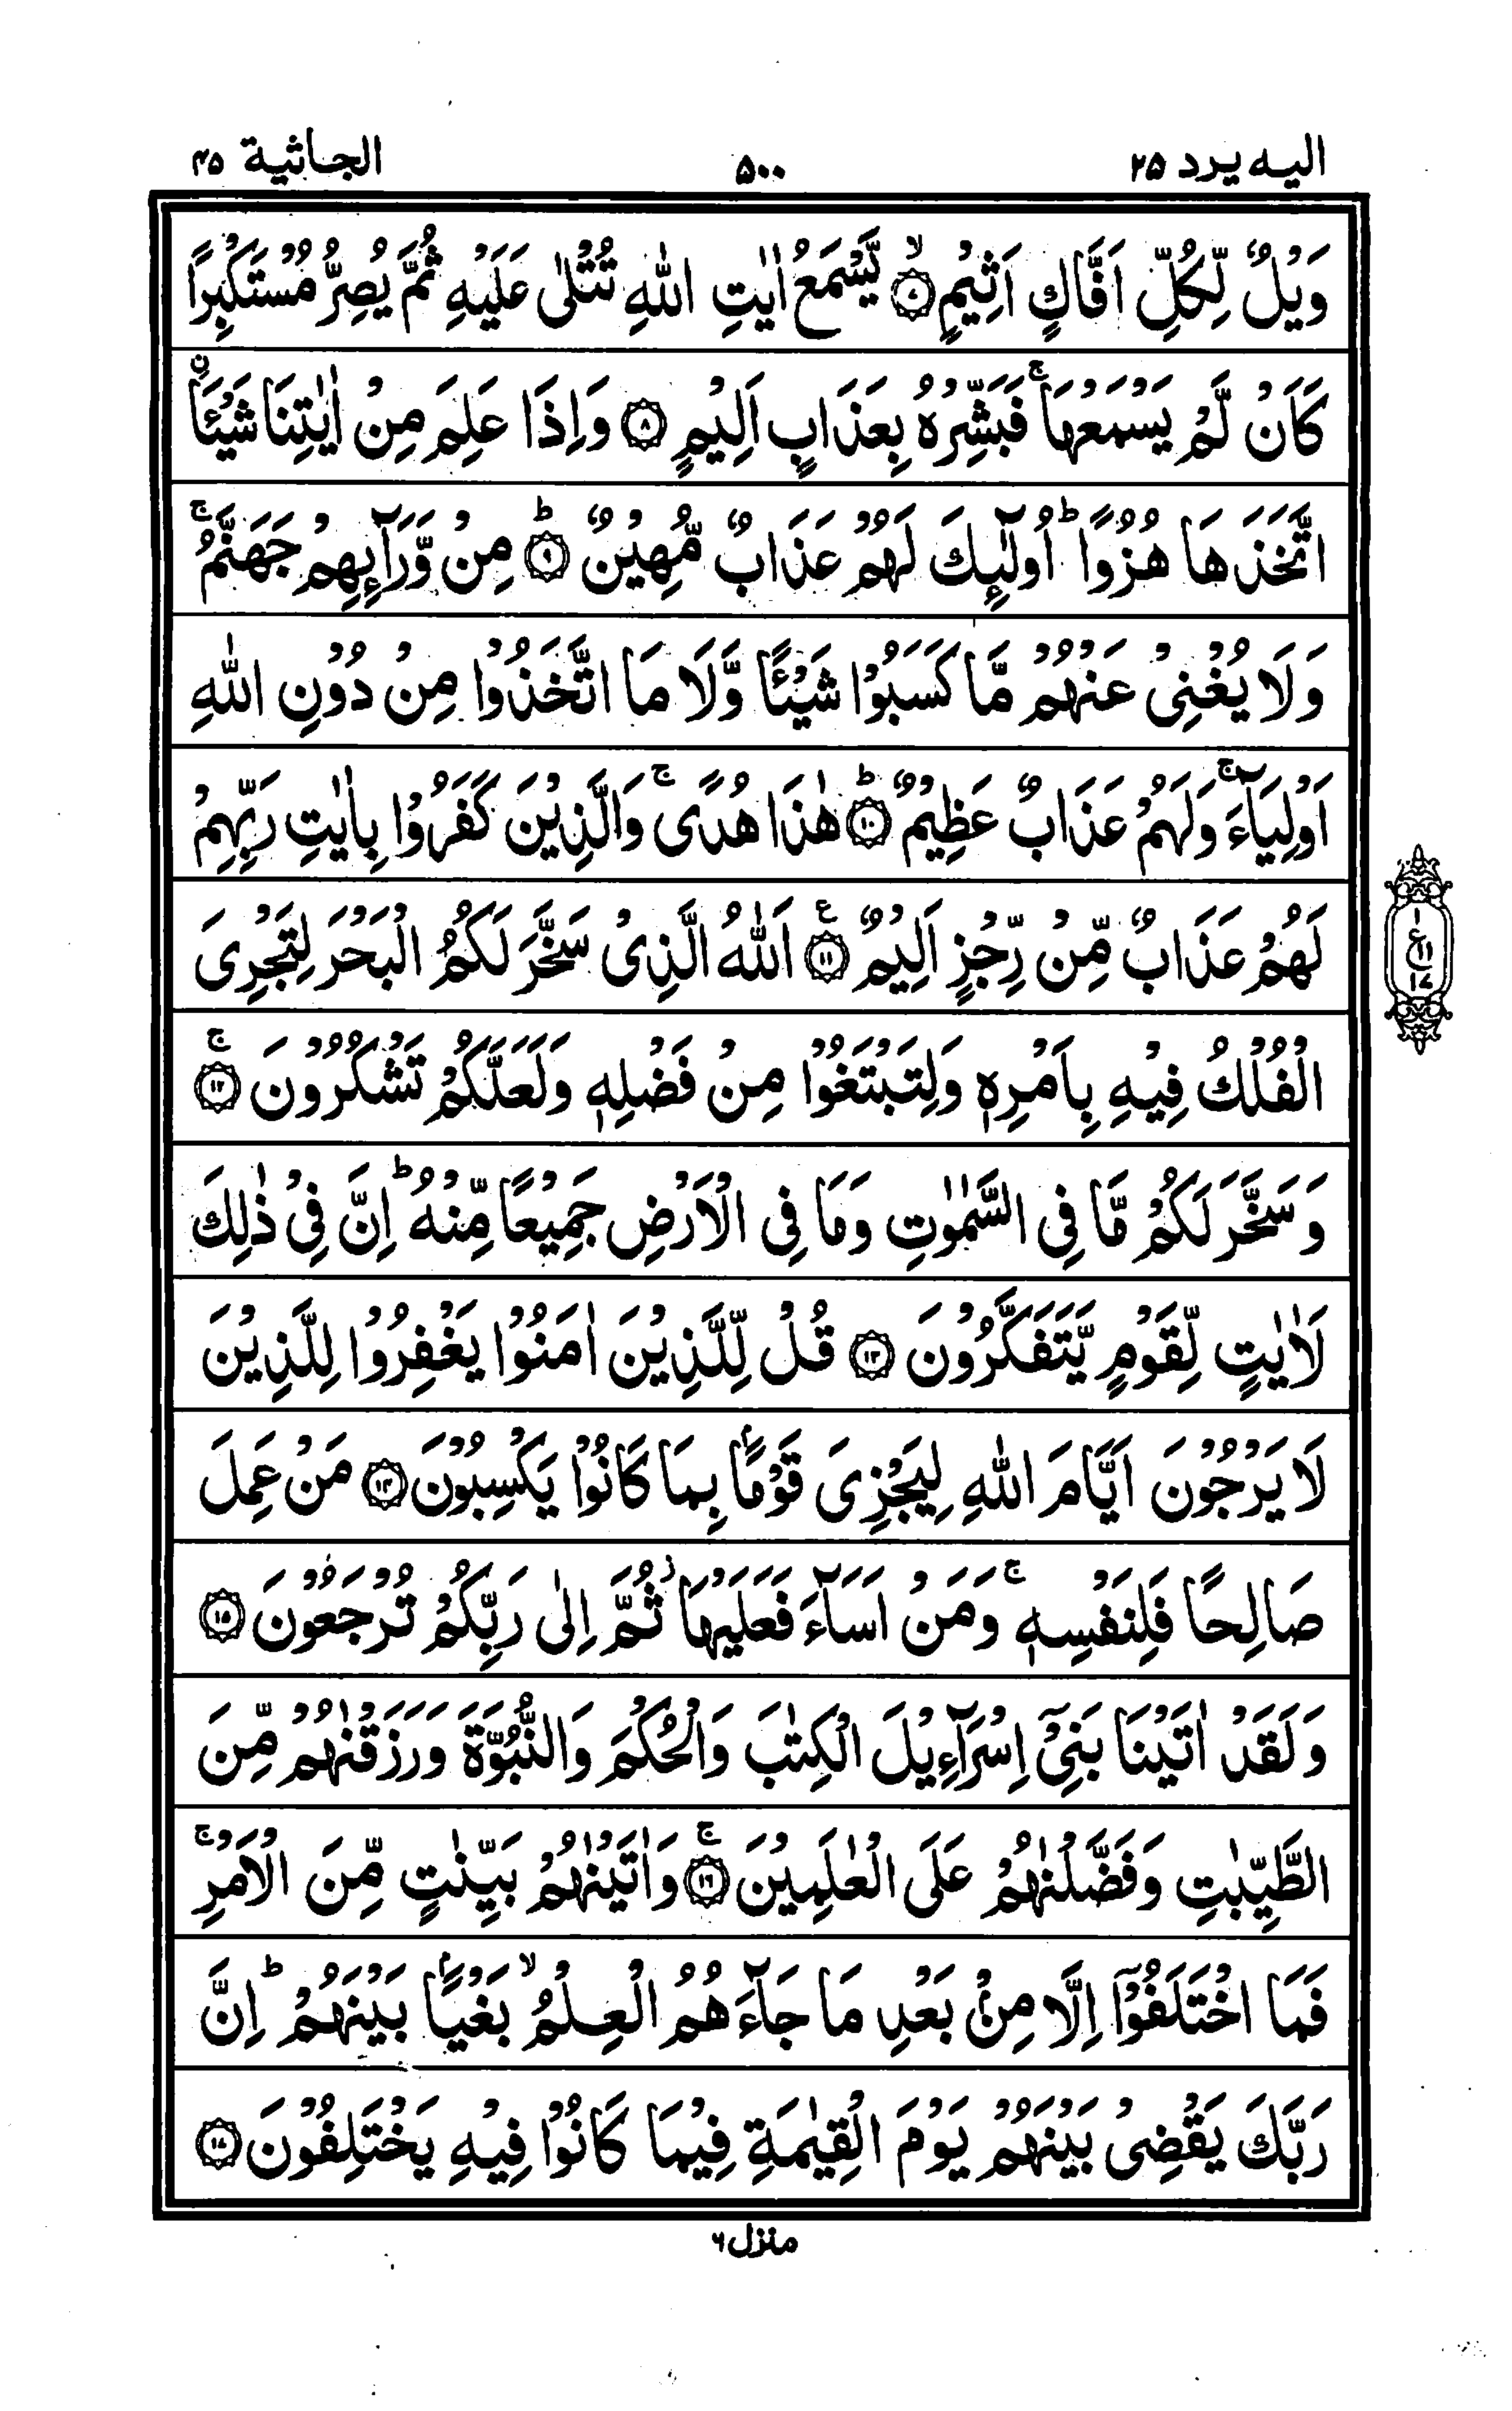 اليه يرد ٢٥
٥٠٠
الجاثية ٤٥
وَيْلٌ لِّكُلِّ اَفَّاكٍ اَثِيْمٍ ۙ‏﴿٧﴾ يَّسْمَعُ اٰيٰتِ اللّٰهِ تُتْلٰى عَلَيْهِ ثُمَّ يُصِرُّ مُسْتَكْبِرًا
كَاَنْ لَّمْ يَسْمَعْهَا ۚ فَبَشِّرْهُ بِعَذَابٍ اَلِيْمٍ ﴿٨﴾ وَاِذَا عَلِمَ مِنْ اٰيٰتِنَا شَيْـًٔا
اۨتَّخَذَهَا هُزُوًا ؕ اُولٰٓئِكَ لَهُمْ عَذَابٌ مُّهِيْنٌ ؕ‏﴿٩﴾ مِنْ وَّرَآئِهِمْ جَهَنَّمُ ۚ
وَلَا يُغْنِىْ عَنْهُمْ مَّا كَسَبُوْا شَيْـًٔا وَّلَا مَا اتَّخَذُوْا مِنْ دُوْنِ اللّٰهِ
اَوْلِيَآءَ ۚ وَلَهُمْ عَذَابٌ عَظِيْمٌ ؕ‏﴿١٠﴾ هٰذَا هُدًى ۚ وَالَّذِيْنَ كَفَرُوْا بِاٰيٰتِ رَبِّهِمْ
لَهُمْ عَذَابٌ مِّنْ رِّجْزٍ اَلِيْمٌ ﴿١١﴾ ع اَللّٰهُ الَّذِىْ سَخَّرَ لَكُمُ الْبَحْرَ لِتَجْرِىَ
١
ع ١١
١٧
الْفُلْكُ فِيْهِ بِاَمْرِهٖ وَلِتَبْتَغُوْا مِنْ فَضْلِهٖ وَلَعَلَّكُمْ تَشْكُرُوْنَ ۚ‏﴿١٢﴾
وَسَخَّرَ لَكُمْ مَّا فِى السَّمٰوٰتِ وَمَا فِى الْاَرْضِ جَمِيْعًا مِّنْهُ ؕ اِنَّ فِىْ ذٰلِكَ
لَاٰيٰتٍ لِّقَوْمٍ يَّتَفَكَّرُوْنَ ﴿١٣﴾ قُلْ لِّلَّذِيْنَ اٰمَنُوْا يَغْفِرُوْا لِلَّذِيْنَ
لَا يَرْجُوْنَ اَيَّامَ اللّٰهِ لِيَجْزِىَ قَوْمًۢا بِمَا كَانُوْا يَكْسِبُوْنَ ﴿١٤﴾ مَنْ عَمِلَ
صَالِحًا فَلِنَفْسِهٖ ۚ وَمَنْ اَسَآءَ فَعَلَيْهَا ؗ ثُمَّ اِلٰى رَبِّكُمْ تُرْجَعُوْنَ ﴿١٥﴾
وَلَقَدْ اٰتَيْنَا بَنِىْٓ اِسْرَآءِيْلَ الْكِتٰبَ وَالْحُكْمَ وَالنُّبُوَّةَ وَرَزَقْنٰهُمْ مِّنَ
الطَّيِّبٰتِ وَفَضَّلْنٰهُمْ عَلَى الْعٰلَمِيْنَ ۚ‏﴿١٦﴾ وَاٰتَيْنٰهُمْ بَيِّنٰتٍ مِّنَ الْاَمْرِ ۚ
فَمَا اخْتَلَفُوْۤا اِلَّا مِنْۢ بَعْدِ مَا جَآءَهُمُ الْعِلْمُ ۙ بَغْيًۢا بَيْنَهُمْ ؕ اِنَّ
رَبَّكَ يَقْضِىْ بَيْنَهُمْ يَوْمَ الْقِيٰمَةِ فِيْمَا كَانُوْا فِيْهِ يَخْتَلِفُوْنَ ﴿١٧﴾
منزل ٦